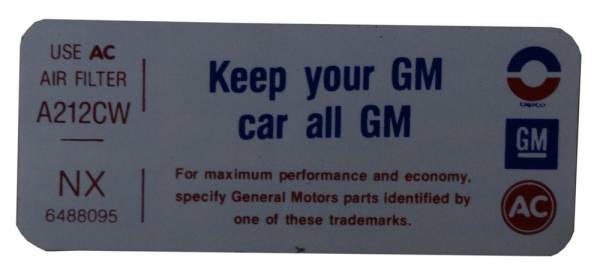 USE AC
AIR FILTER
A212CW
NX
6488095
Keep your GM
car all GM
For maximum performance and economy,
specify General Motors parts identified by
one of these trademarks.
Delco
GM
AC